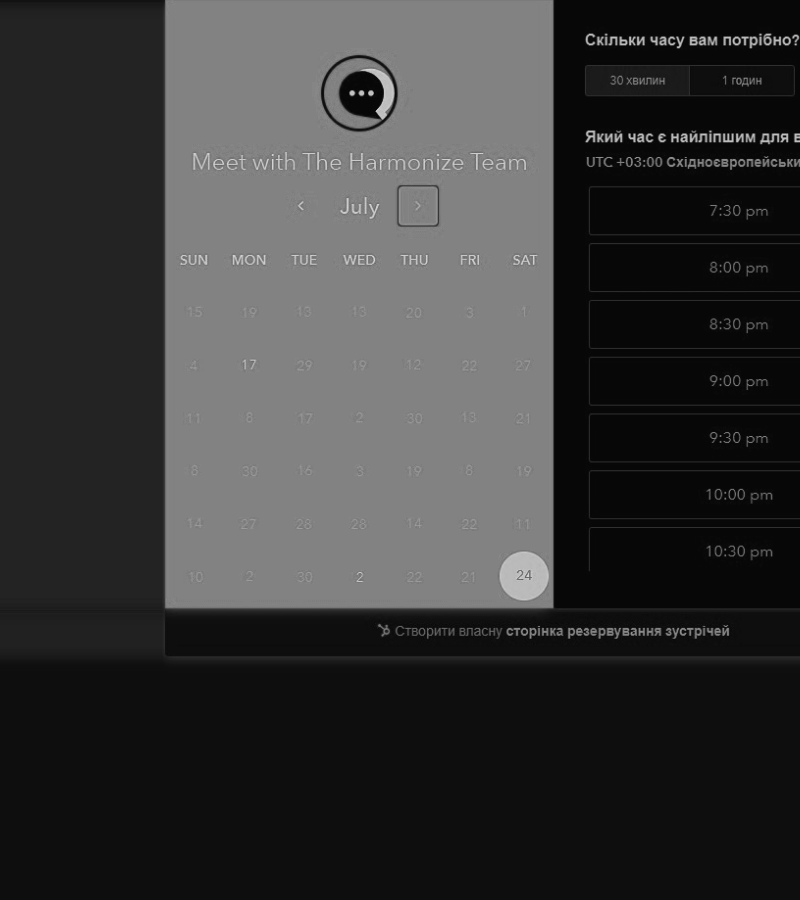 Meet with The Harmonize Team
July
SUN MON TUE WED THU FRI SAT
15 19 13 13 20 3 1
4 17 29 19 12 22 27
11 8 17 2 30 13 21
8 30 16 3 19 8 19
14 27 28 28 14 22 11
10 2 30 2 22 21 24
Скільки часу вам потрібно?
30 хвилин 1 годин
Який час є найліпшим для в
UTC +03:00 Східноєвропейськи
7:30 pm
8:00 pm
8:30 pm
9:00 pm
9:30 pm
10:00 pm
10:30 pm
Створити власну сторінка резервування зустрічей